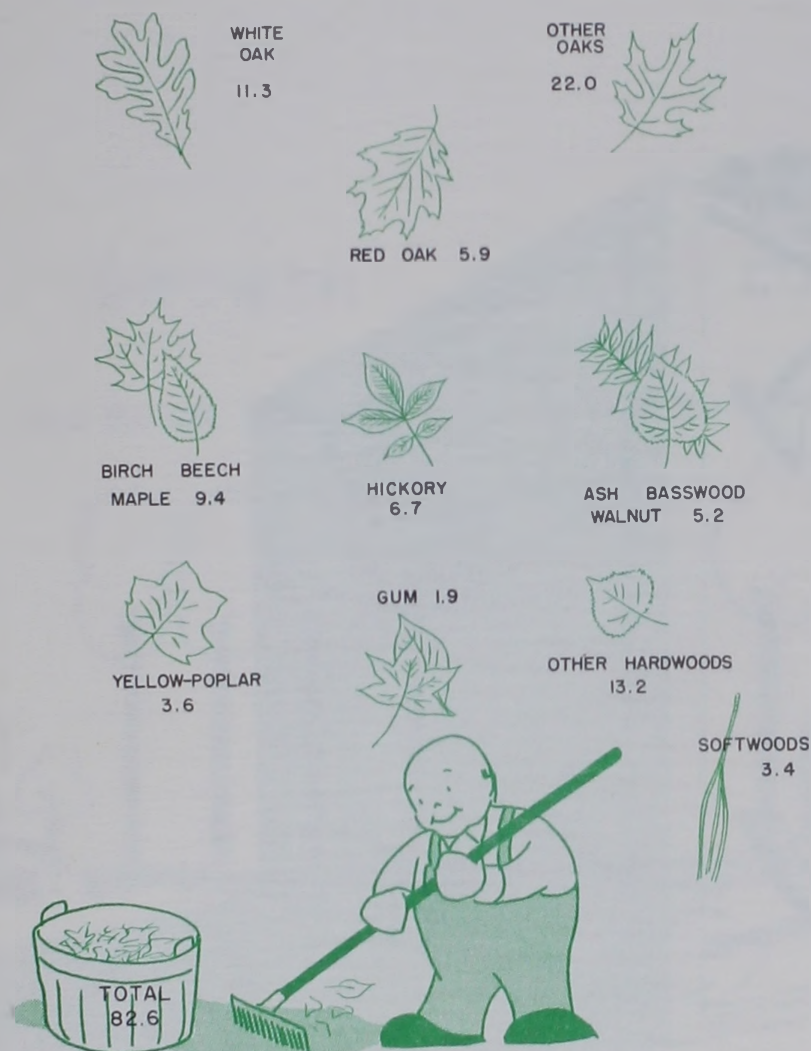 WHITE
OAK
11.3
OTHER
OAKS
22.0
RED OAK 5.9
BIRCH BEECH
MAPLE 9.4
HICKORY
6.7
ASH BASSWOOD
WALNUT 5.2
YELLOW-POPLAR
3.6
GUM 1.9
OTHER HARDWOODS
13.2
SOFTWOODS
3.4
TOTAL
82.6